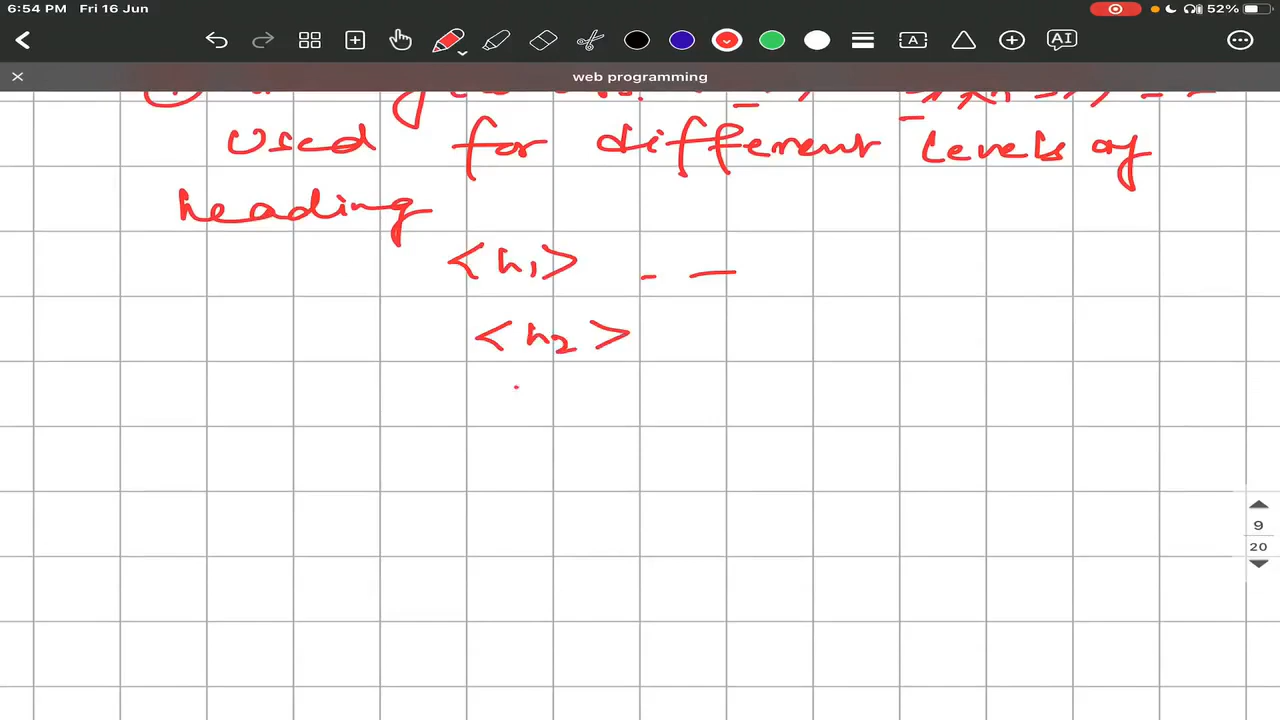 6:54 PM Fri 16 Jun 52%
AI
web programming
used for different levels of
heading
<h1> - —
<h2>
9
20